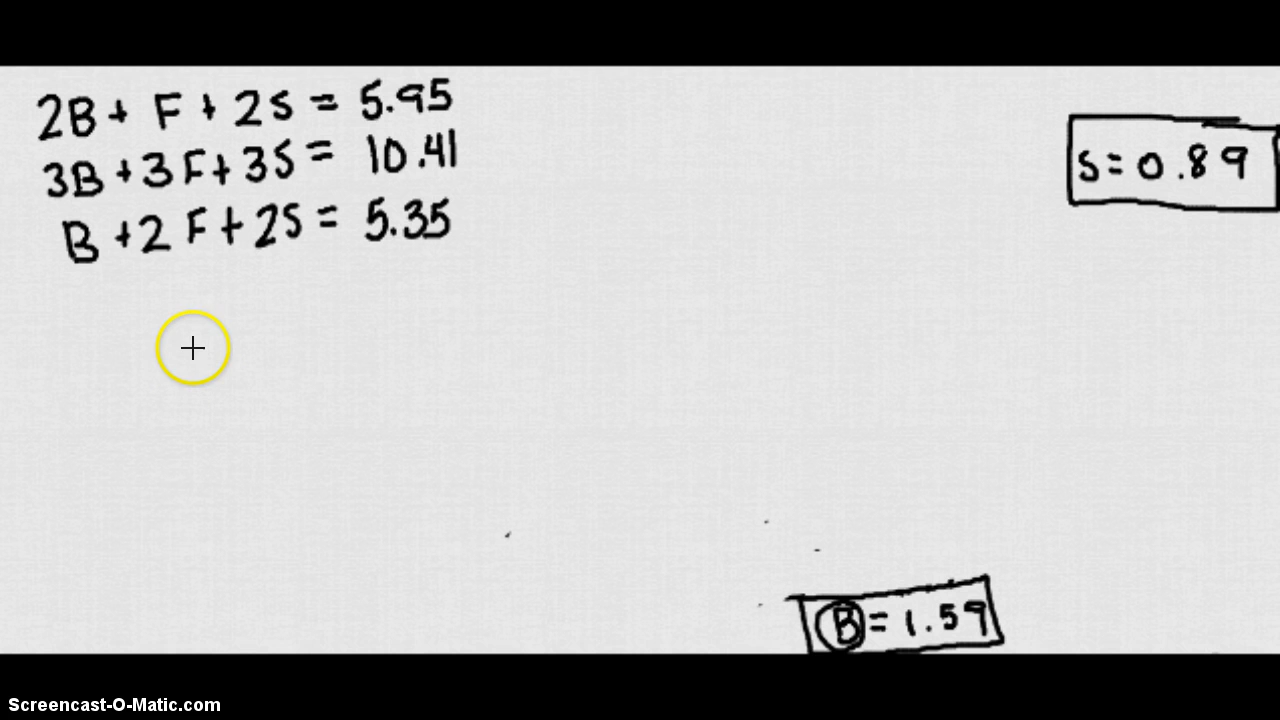 2B + F + 2S = 5.95
3B + 3F + 3S = 10.41
B + 2F + 2S = 5.35
S = 0.89
B = 1.59
Screencast-O-Matic.com